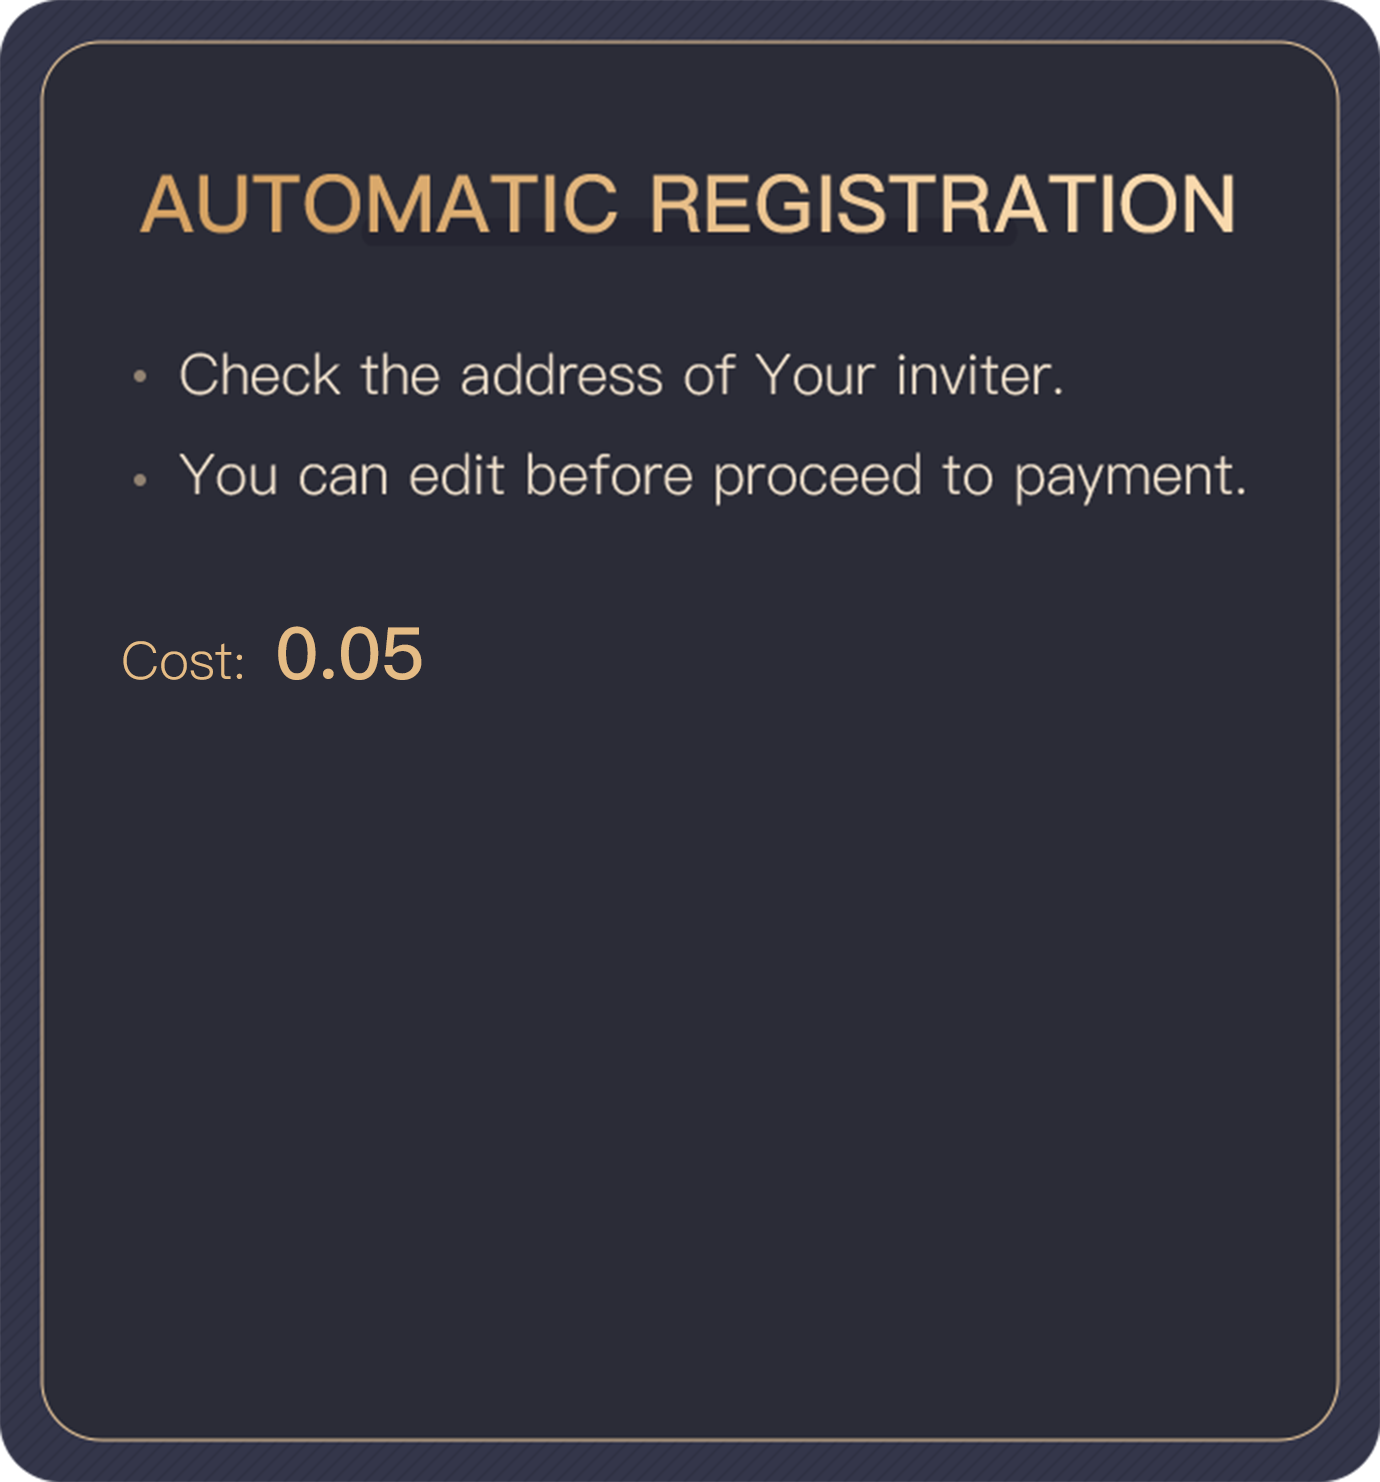 AUTOMATIC REGISTRATION
• Check the address of Your inviter.
• You can edit before proceed to payment.
Cost: 0.05